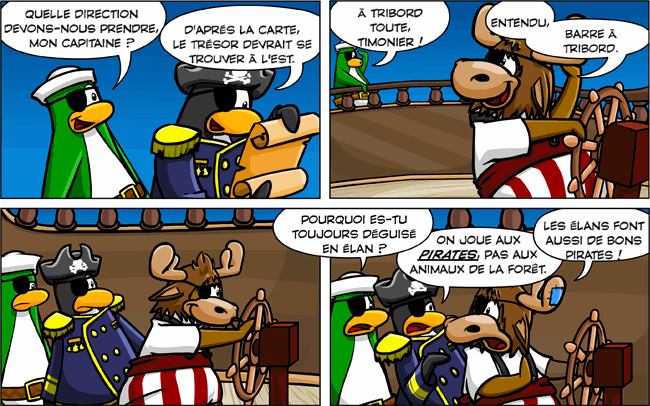 QUELLE DIRECTION
DEVONS-NOUS PRENDRE,
MON CAPITAINE ?
D'APRÉS LA CARTE,
LE TRÉSOR DEVRAIT SE
TROUVER À L'EST.
À TRIBORD
TOUTE,
TIMONIER !
ENTENDU,
BARRE À
TRIBORD.
POURQUOI ES-TU
TOUJOURS DÉGUISÉ
EN ÉLAN ?
ON JOUE AUX
PIRATES, PAS AUX
ANIMAUX DE LA FORÊT.
LES ÉLANS FONT
AUSSI DE BONS
PIRATES !